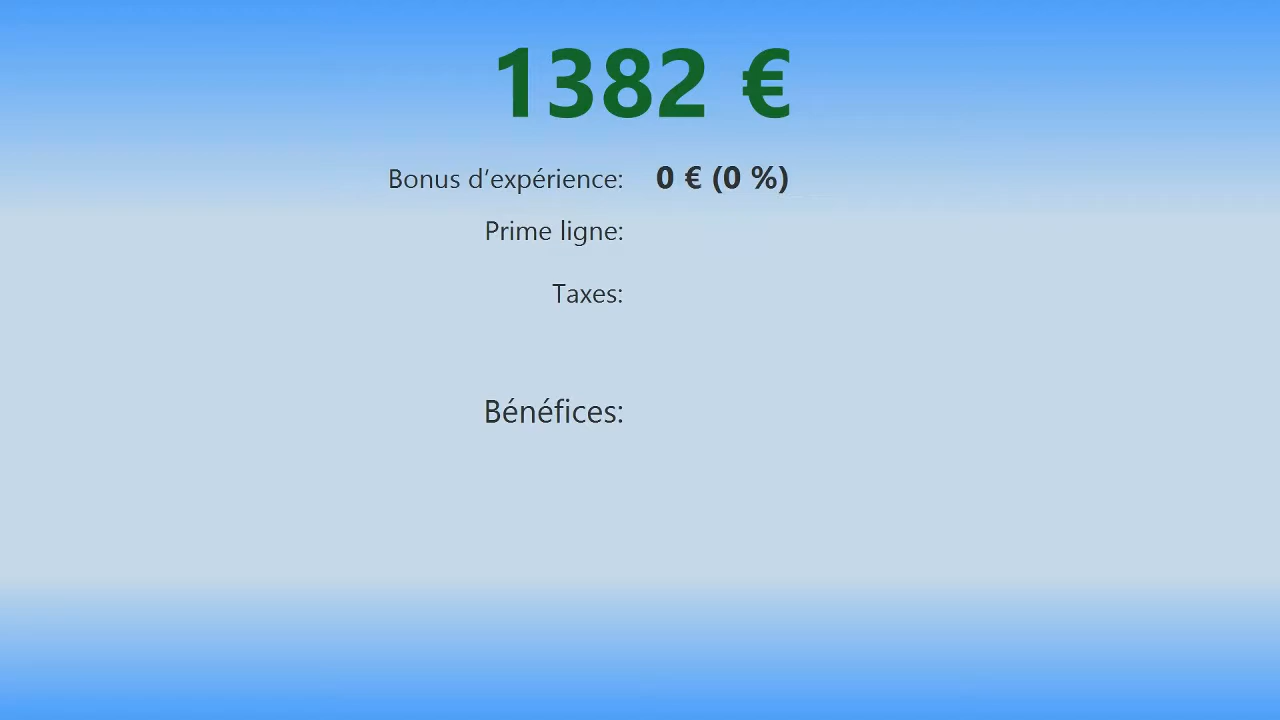 1382 €
Bonus d’expérience: 0 € (0 %)
Prime ligne:
Taxes:
Bénéfices: